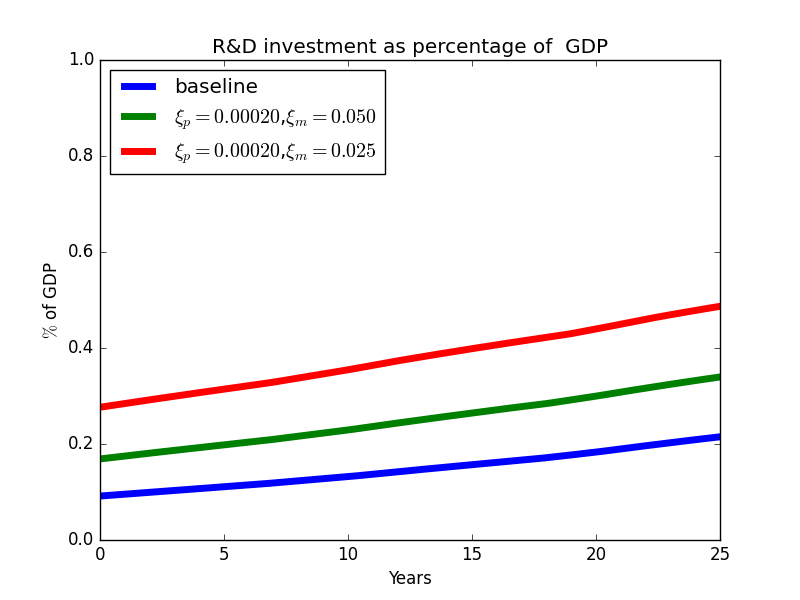 R&D investment as percentage of  GDP
baseline
ξₚ = 0.00020,ξₘ = 0.050
ξₚ = 0.00020,ξₘ = 0.025
1.0
0.8
0.6
0.4
0.2
0.0
% of GDP
0 5 10 15 20 25
Years